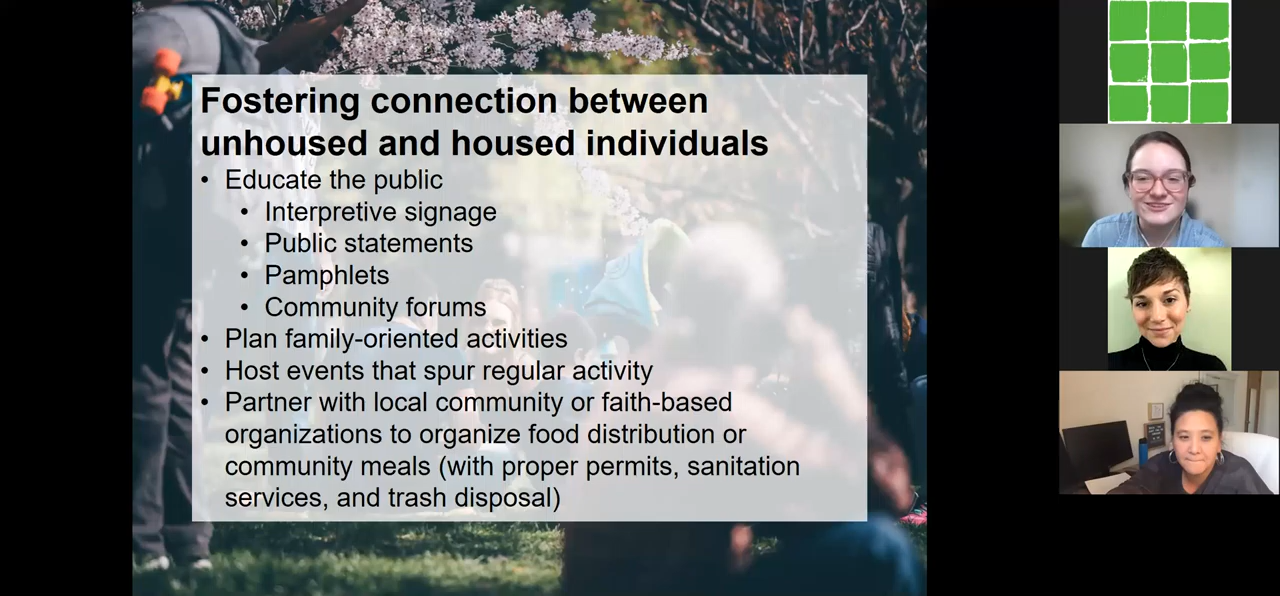 Fostering connection between
unhoused and housed individuals
• Educate the public
• Interpretive signage
• Public statements
• Pamphlets
• Community forums
• Plan family-oriented activities
• Host events that spur regular activity
• Partner with local community or faith-based
organizations to organize food distribution or
community meals (with proper permits, sanitation
services, and trash disposal)